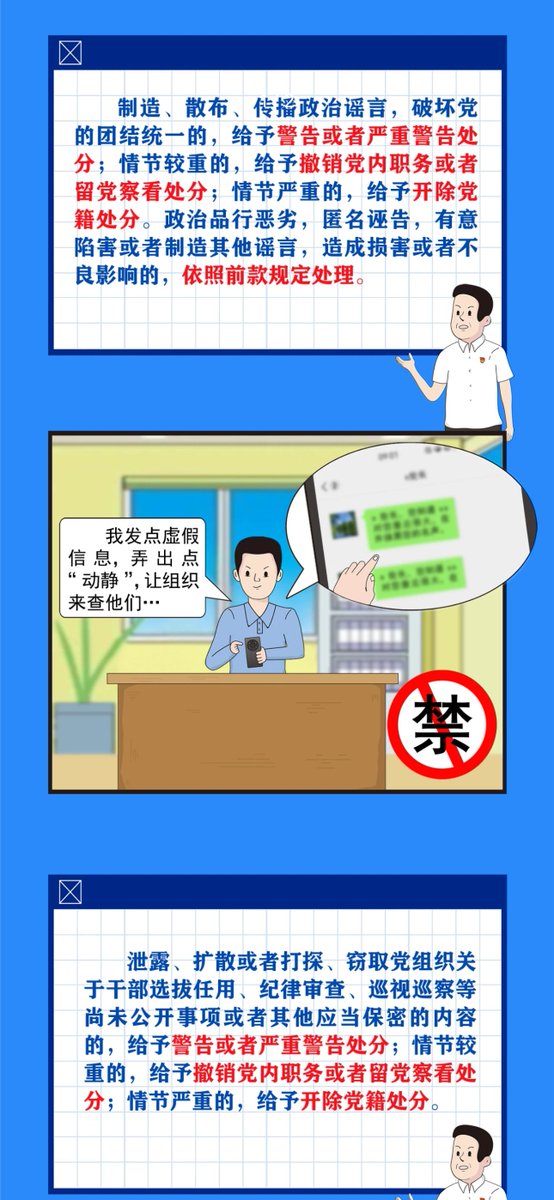 制造、散布、传播政治谣言，破坏党
的团结统一的，给予警告或者严重警告处
分；情节较重的，给予撤销党内职务或者
留党察看处分；情节严重的，给予开除党
籍处分。政治品行恶劣，匿名诬告，有意
陷害或者制造其他谣言，造成损害或者不
良影响的，依照前款规定处理。
我发点虚假
信息，弄出点
“动静”，让组织
来查他们…
禁
泄露、扩散或者打探、窃取党组织关
于干部选拔任用、纪律审查、巡视巡察等
尚未公开事项或者其他应当保密的内容
的，给予警告或者严重警告处分；情节较
重的，给予撤销党内职务或者留党察看处
分；情节严重的，给予开除党籍处分。